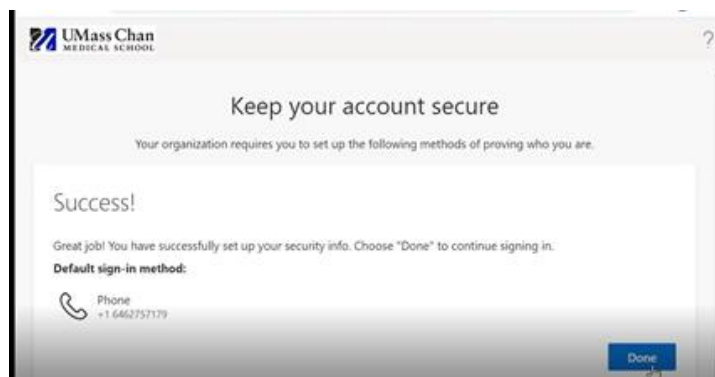 UMass Chan
MEDICAL SCHOOL
?
Keep your account secure
Your organization requires you to set up the following methods of proving who you are.
Success!
Great job! You have successfully set up your security info. Choose "Done" to continue signing in.
Default sign-in method:
Phone
+1 6462757179
Done